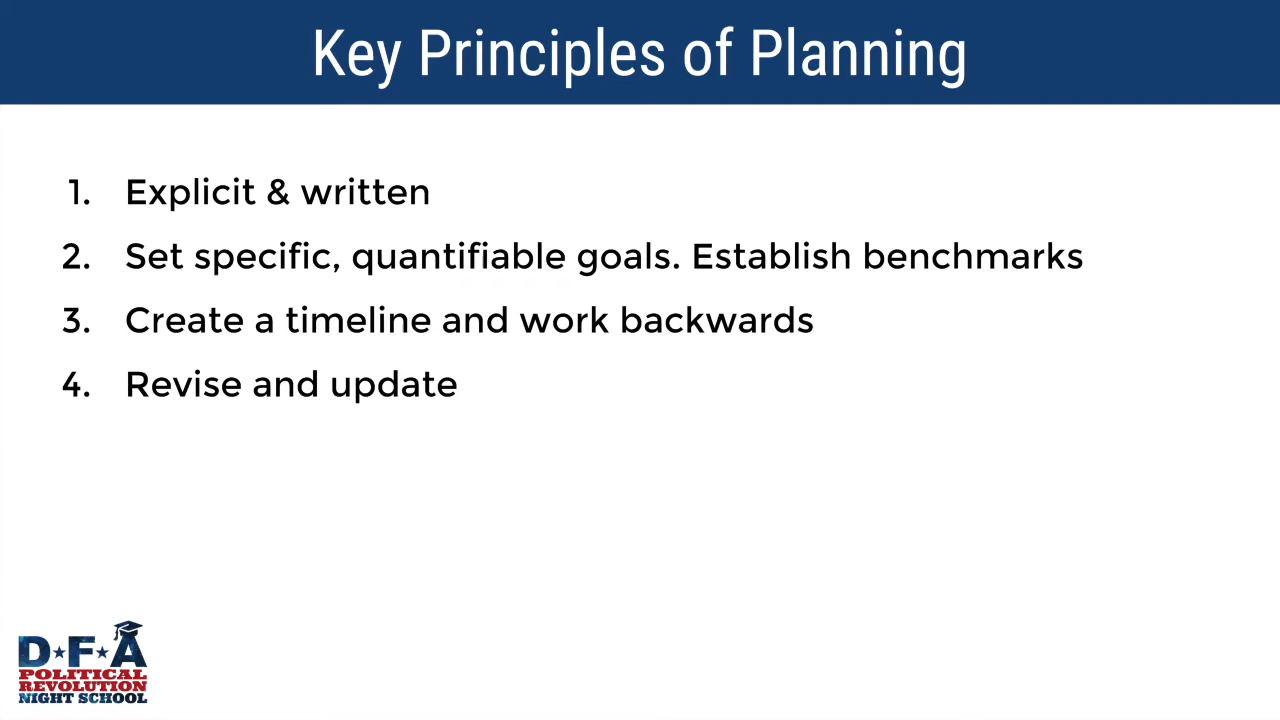 Key Principles of Planning
1. Explicit & written
2. Set specific, quantifiable goals. Establish benchmarks
3. Create a timeline and work backwards
4. Revise and update
D★F★A
POLITICAL
REVOLUTION
NIGHT SCHOOL